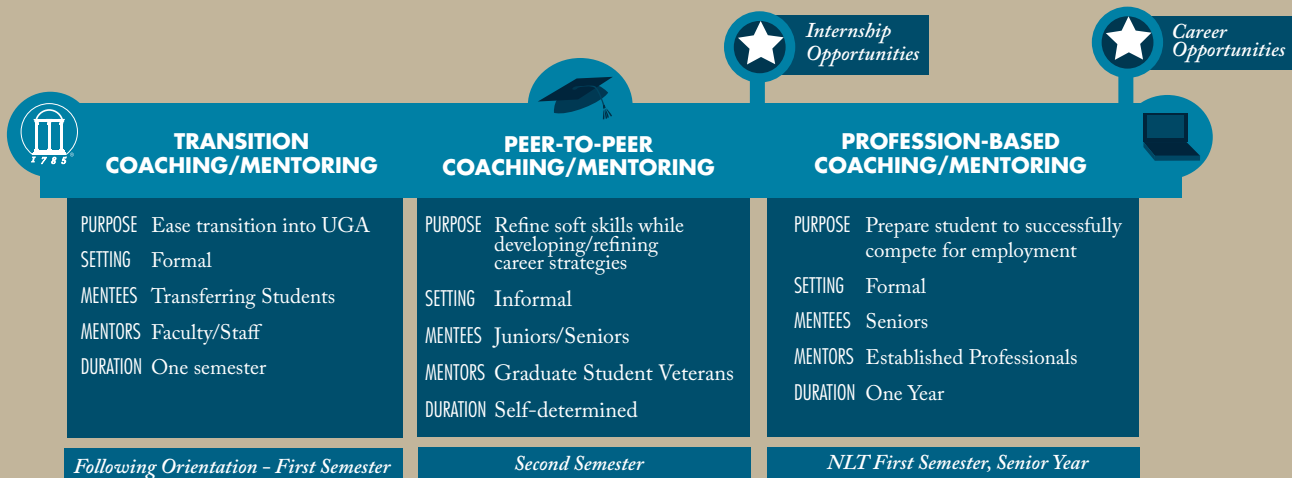 Internship
Opportunities
Career
Opportunities
1785
TRANSITION
COACHING/MENTORING
PURPOSE Ease transition into UGA
SETTING Formal
MENTEES Transferring Students
MENTORS Faculty/Staff
DURATION One semester
Following Orientation - First Semester
PEER-TO-PEER
COACHING/MENTORING
PURPOSE Refine soft skills while
developing/refining
career strategies
SETTING Informal
MENTEES Juniors/Seniors
MENTORS Graduate Student Veterans
DURATION Self-determined
Second Semester
PROFESSION-BASED
COACHING/MENTORING
PURPOSE Prepare student to successfully
compete for employment
SETTING Formal
MENTEES Seniors
MENTORS Established Professionals
DURATION One Year
NLT First Semester, Senior Year